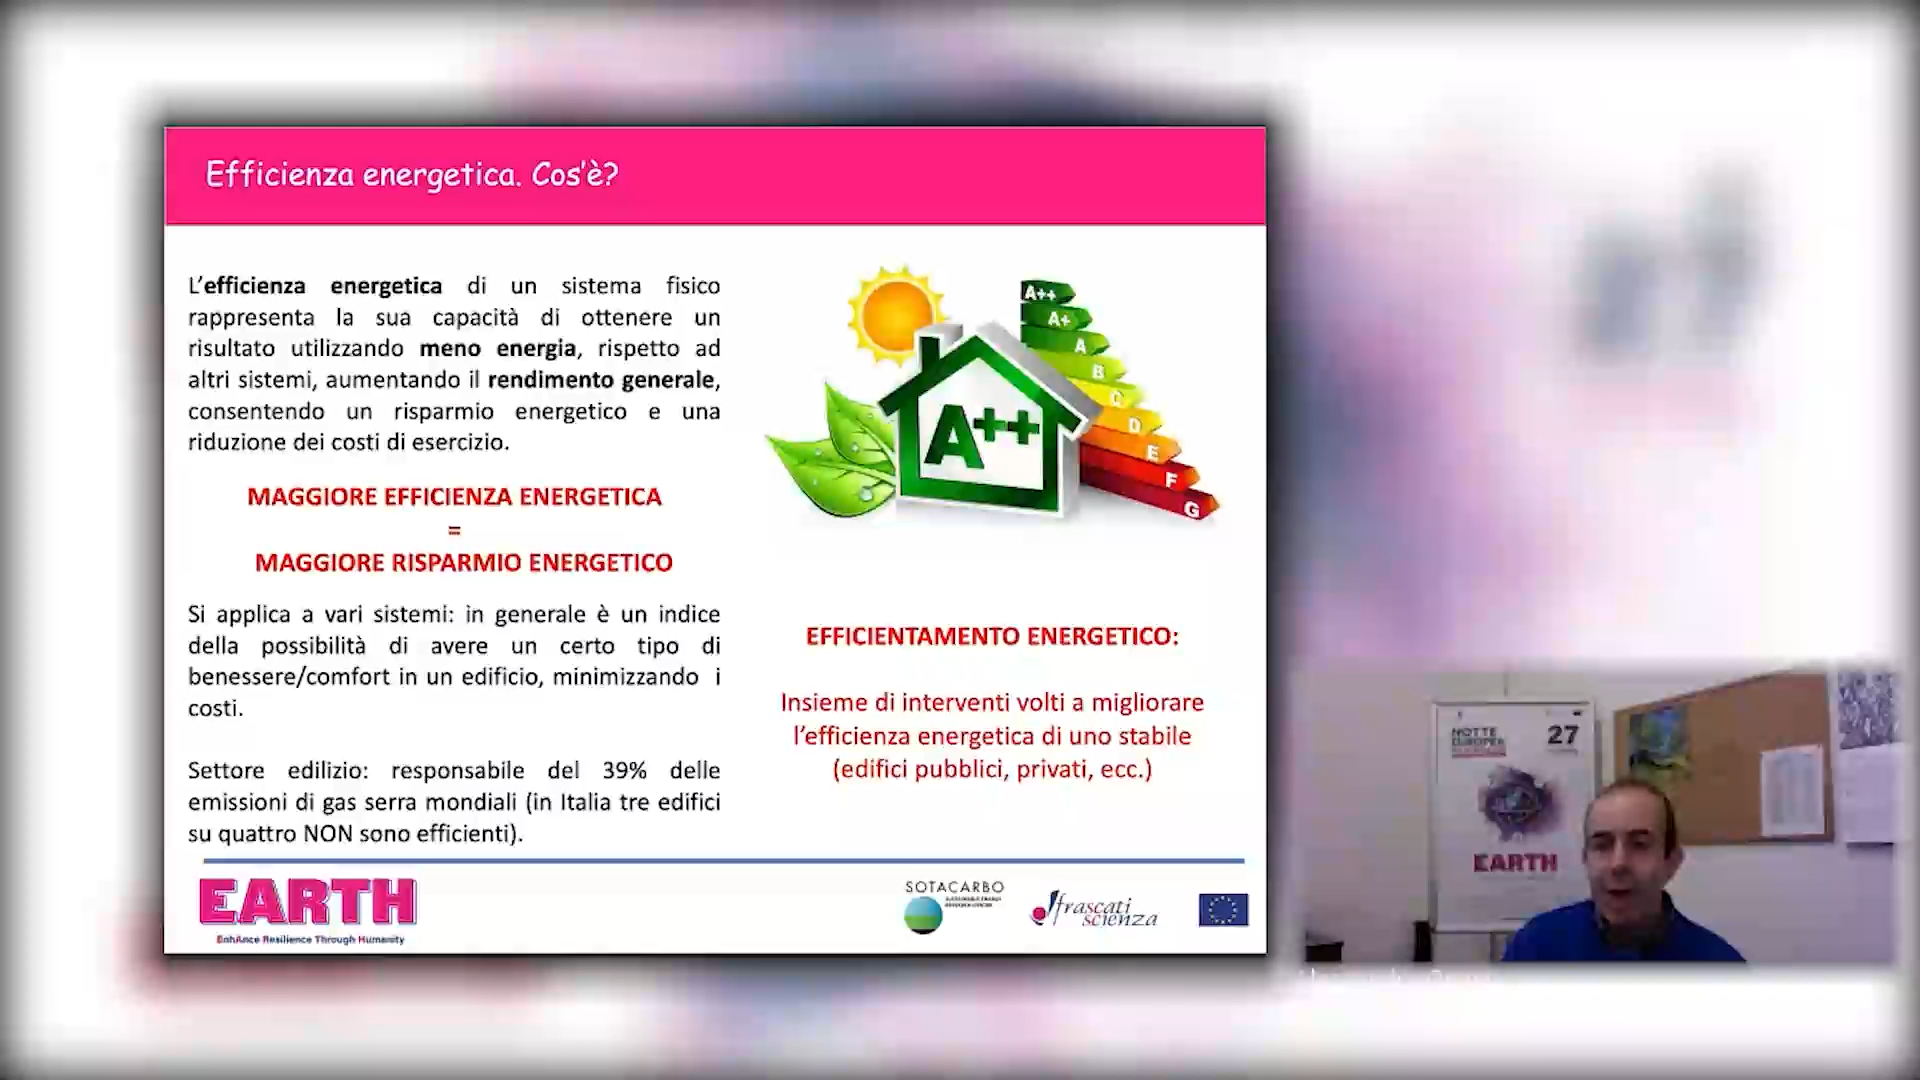 Efficienza energetica. Cos'è?
L'efficienza energetica di un sistema fisico
rappresenta la sua capacità di ottenere un
risultato utilizzando meno energia, rispetto ad
altri sistemi, aumentando il rendimento generale,
consentendo un risparmio energetico e una
riduzione dei costi di esercizio.
MAGGIORE EFFICIENZA ENERGETICA
=
MAGGIORE RISPARMIO ENERGETICO
Si applica a vari sistemi: in generale è un indice
della possibilità di avere un certo tipo di
benessere/comfort in un edificio, minimizzando i
costi.
Settore edilizio: responsabile del 39% delle
emissioni di gas serra mondiali (in Italia tre edifici
su quattro NON sono efficienti).
A++
A+
A
B
C
D
E
F
G
A++
EFFICIENTAMENTO ENERGETICO:
Insieme di interventi volti a migliorare
l'efficienza energetica di uno stabile
(edifici pubblici, privati, ecc.)
EARTH
EnhAnce Resilience Through Humanity
SOTACARBO
frascati
scienza
NOTTE
EUROPEA
27
EARTH